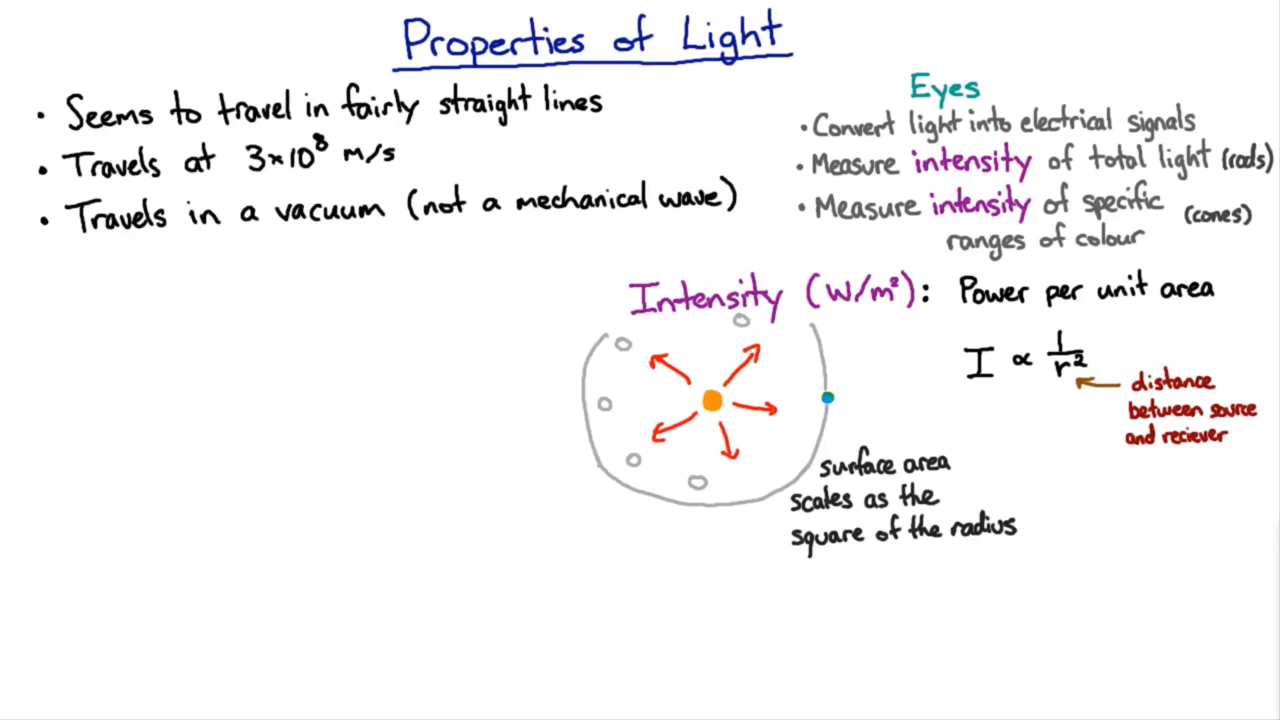 Properties of Light
• Seems to travel in fairly straight lines
• Travels at 3×10⁸ m/s
• Travels in a vacuum (not a mechanical wave)
Eyes
• Convert light into electrical signals
• Measure intensity of total light (rods)
• Measure intensity of specific (cones)
ranges of colour
Intensity (W/m²): Power per unit area
I ∝ 1/r²
distance
between source
and reciever
surface area
scales as the
square of the radius